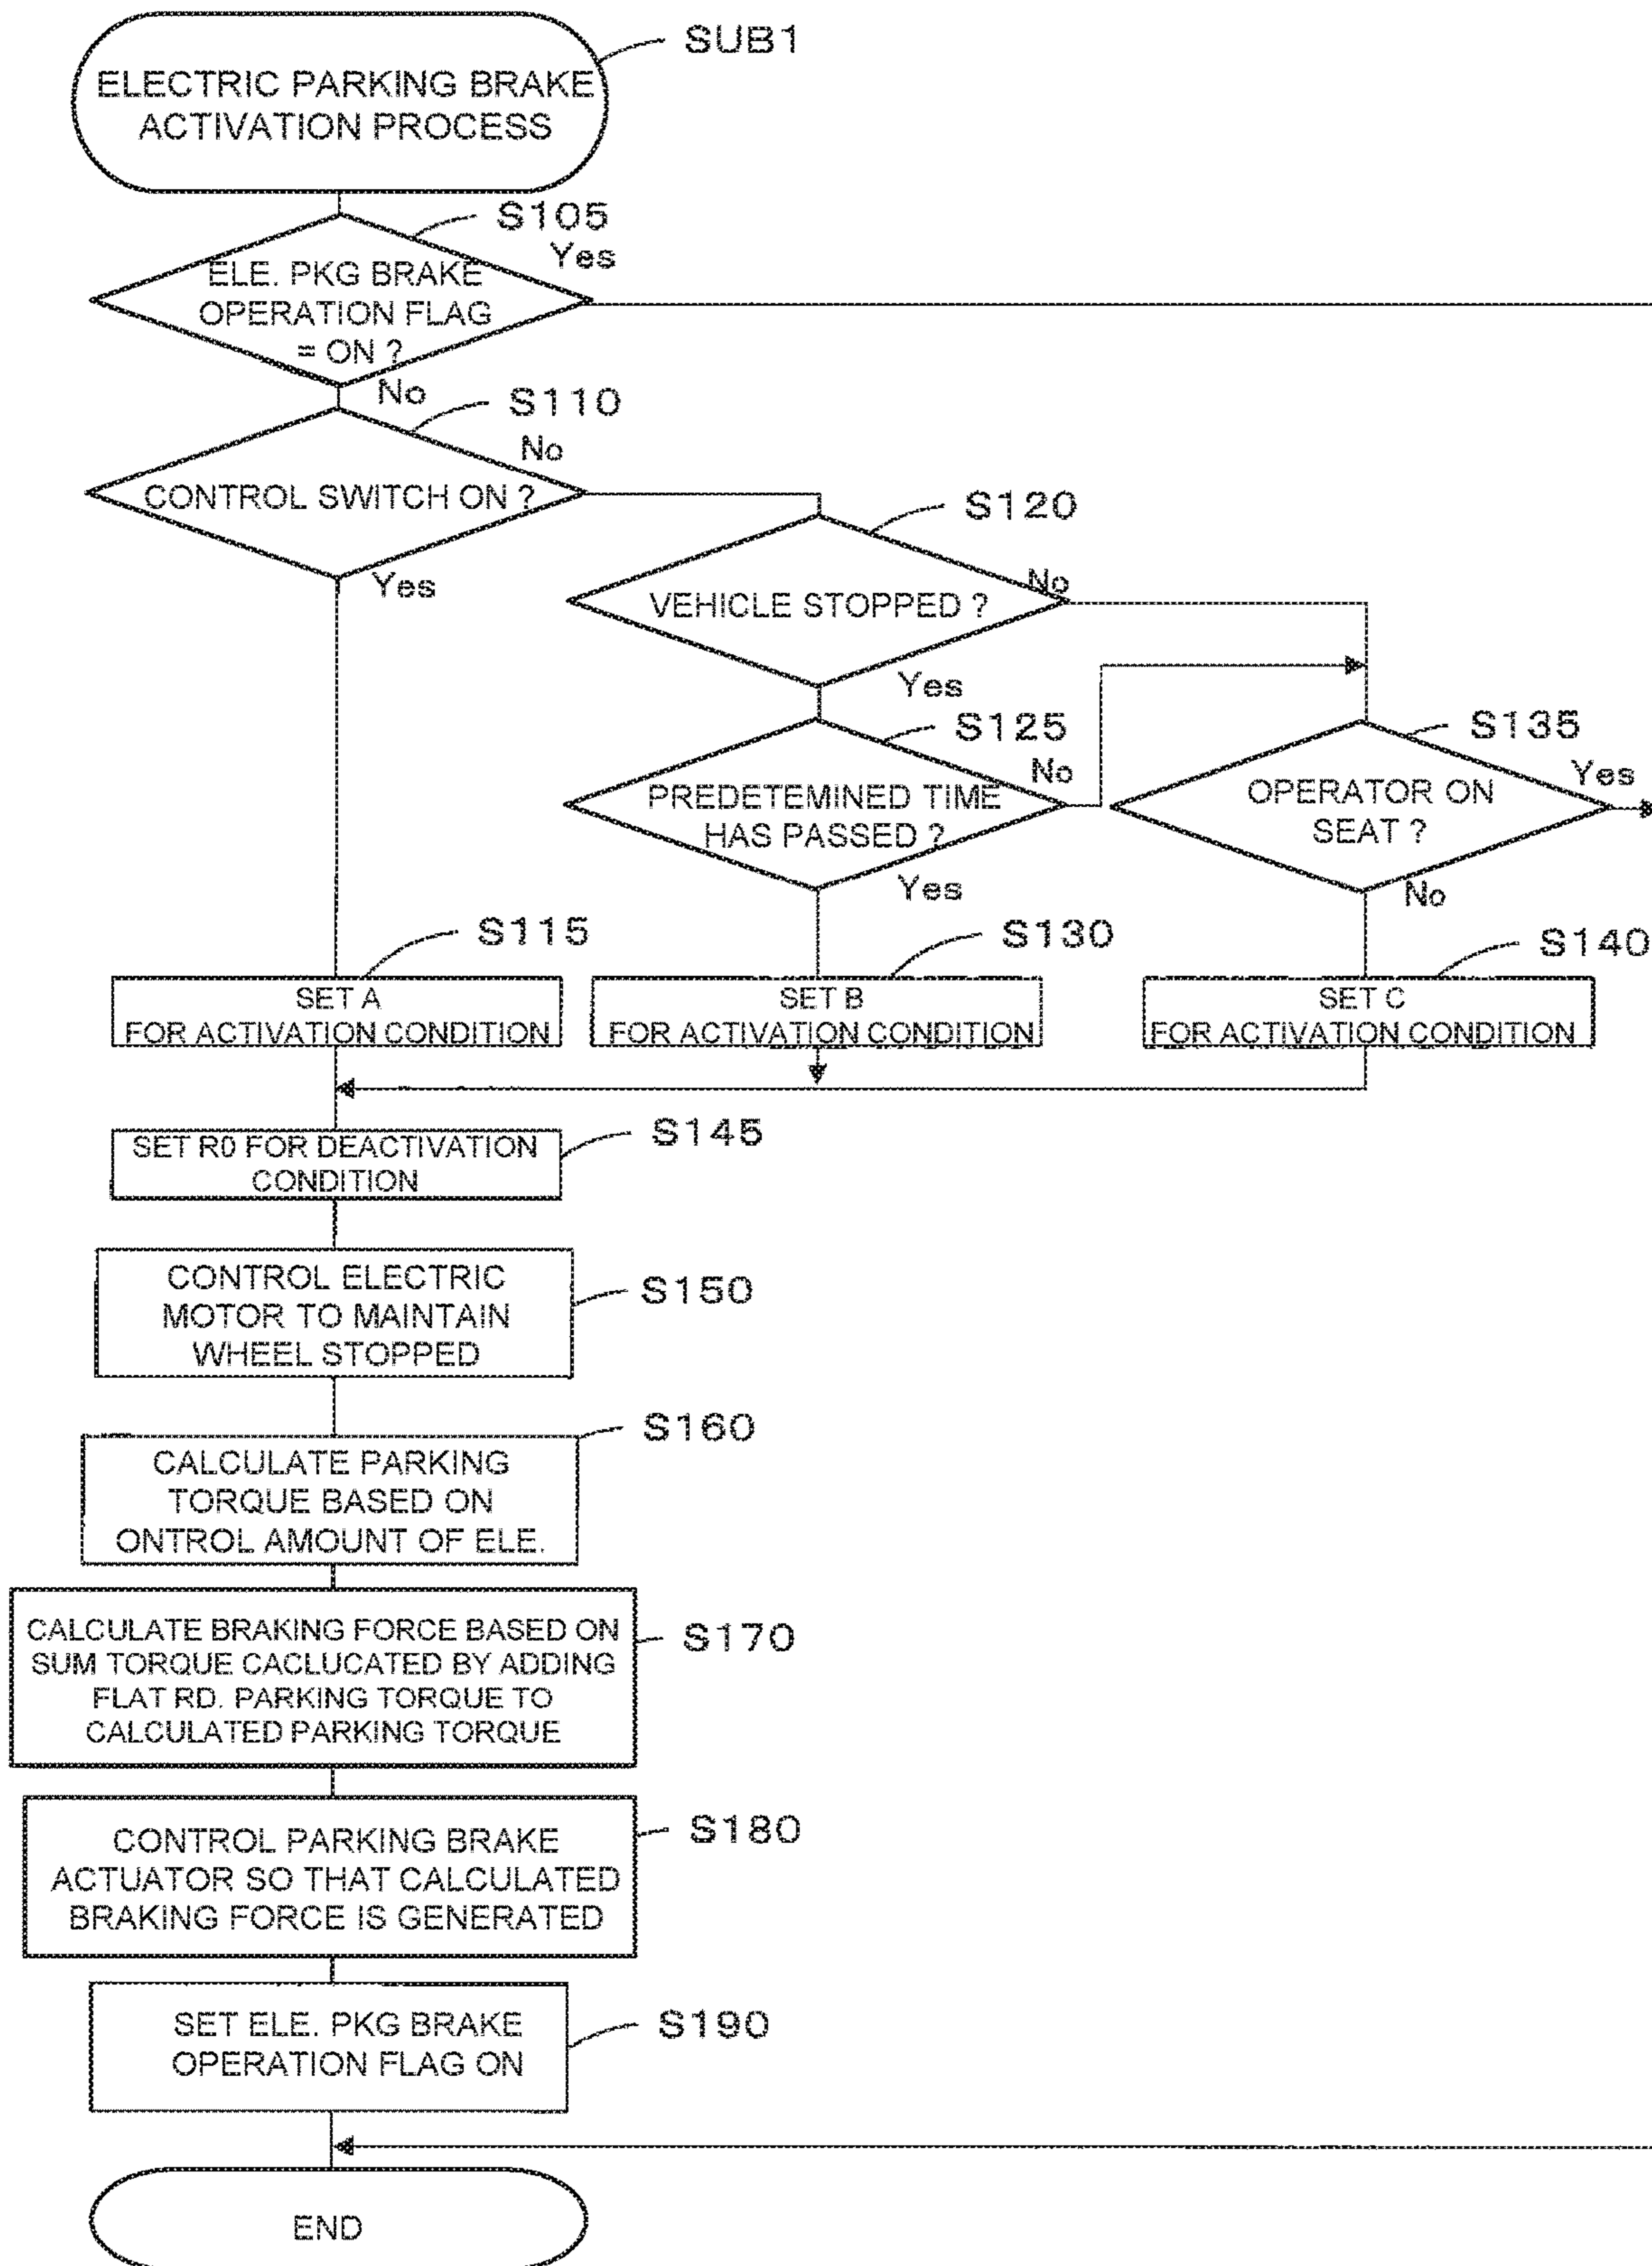 SUB1
ELECTRIC PARKING BRAKE
ACTIVATION PROCESS
S105
Yes
ELE. PKG BRAKE
OPERATION FLAG
= ON ?
No
S110
No
CONTROL SWITCH ON ?
Yes
S120
No
VEHICLE STOPPED ?
Yes
S125
No
PREDETEMINED TIME
HAS PASSED ?
Yes
S135
Yes
OPERATOR ON
SEAT ?
No
S115
SET A
FOR ACTIVATION CONDITION
S130
SET B
FOR ACTIVATION CONDITION
S140
SET C
FOR ACTIVATION CONDITION
S145
SET R0 FOR DEACTIVATION
CONDITION
S150
CONTROL ELECTRIC
MOTOR TO MAINTAIN
WHEEL STOPPED
S160
CALCULATE PARKING
TORQUE BASED ON
ONTROL AMOUNT OF ELE.
S170
CALCULATE BRAKING FORCE BASED ON
SUM TORQUE CACLUCATED BY ADDING
FLAT RD. PARKING TORQUE TO
CALCULATED PARKING TORQUE
S180
CONTROL PARKING BRAKE
ACTUATOR SO THAT CALCULATED
BRAKING FORCE IS GENERATED
S190
SET ELE. PKG BRAKE
OPERATION FLAG ON
END